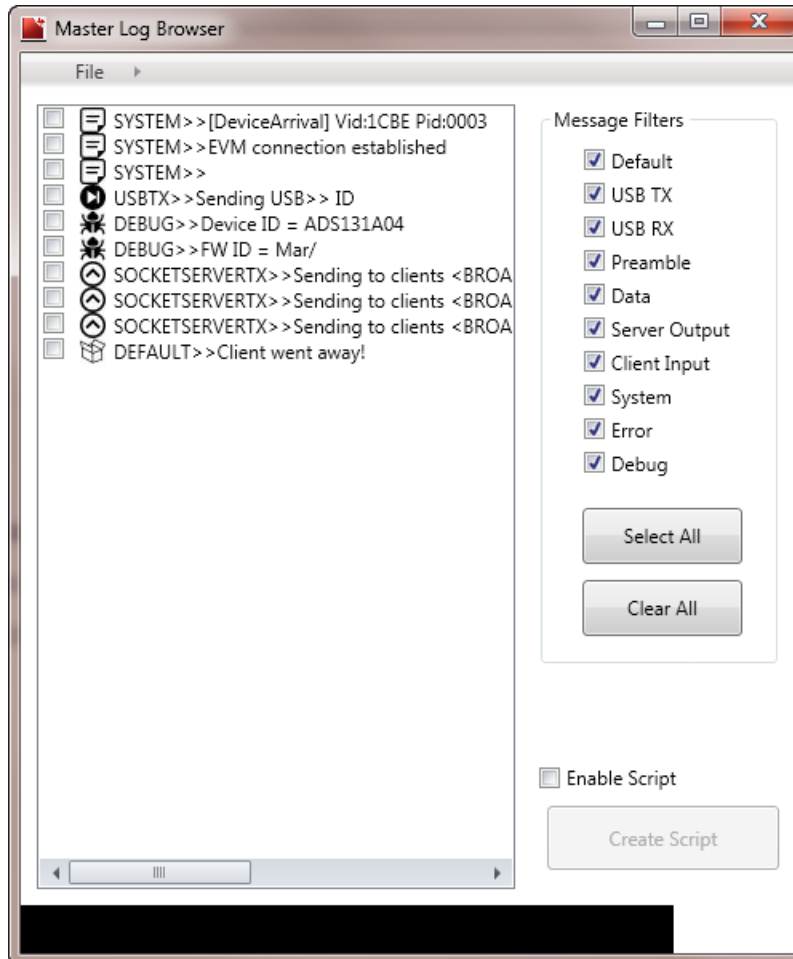 Master Log Browser
File
SYSTEM>>[DeviceArrival] Vid:1CBE Pid:0003
SYSTEM>>EVM connection established
SYSTEM>>
USBTX>>Sending USB>> ID
DEBUG>>Device ID = ADS131A04
DEBUG>>FW ID = Mar/
SOCKETSERVERTX>>Sending to clients <BROA
SOCKETSERVERTX>>Sending to clients <BROA
SOCKETSERVERTX>>Sending to clients <BROA
DEFAULT>>Client went away!
Message Filters
Default
USB TX
USB RX
Preamble
Data
Server Output
Client Input
System
Error
Debug
Select All
Clear All
Enable Script
Create Script